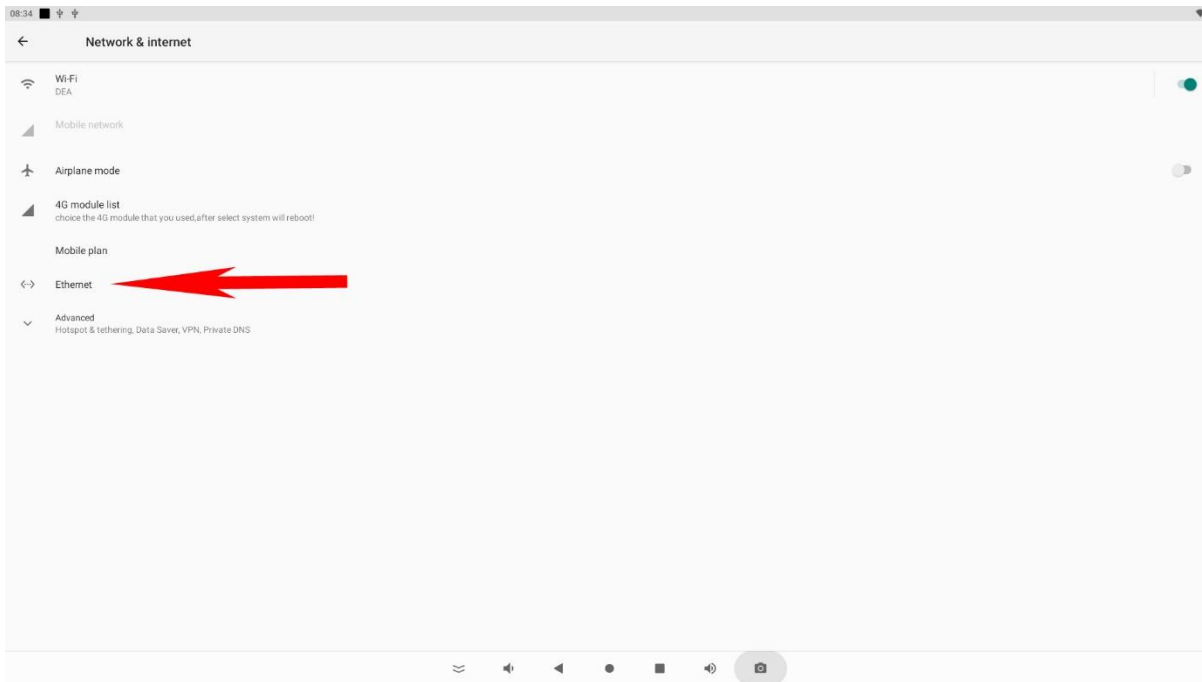 08:34
Network & internet
Wi-Fi
DEA
Mobile network
Airplane mode
4G module list
choice the 4G module that you used,after select system will reboot!
Mobile plan
Ethernet
Advanced
Hotspot & tethering, Data Saver, VPN, Private DNS